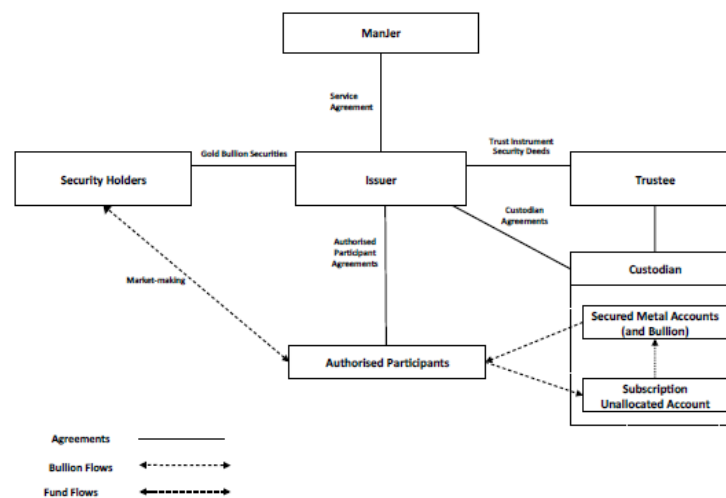 ManJer
Service
Agreement
Gold Bullion Securities
Trust Instrument
Security Deeds
Security Holders
Issuer
Trustee
Custodian
Agreements
Authorised
Participant
Agreements
Custodian
Market-making
Secured Metal Accounts
(and Bullion)
Authorised Participants
Subscription
Unallocated Account
Agreements
Bullion Flows
Fund Flows